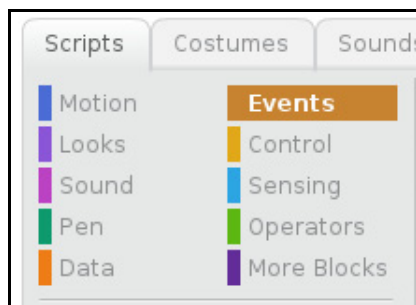 Scripts Costumes Sounds
Motion Events
Looks Control
Sound Sensing
Pen Operators
Data More Blocks